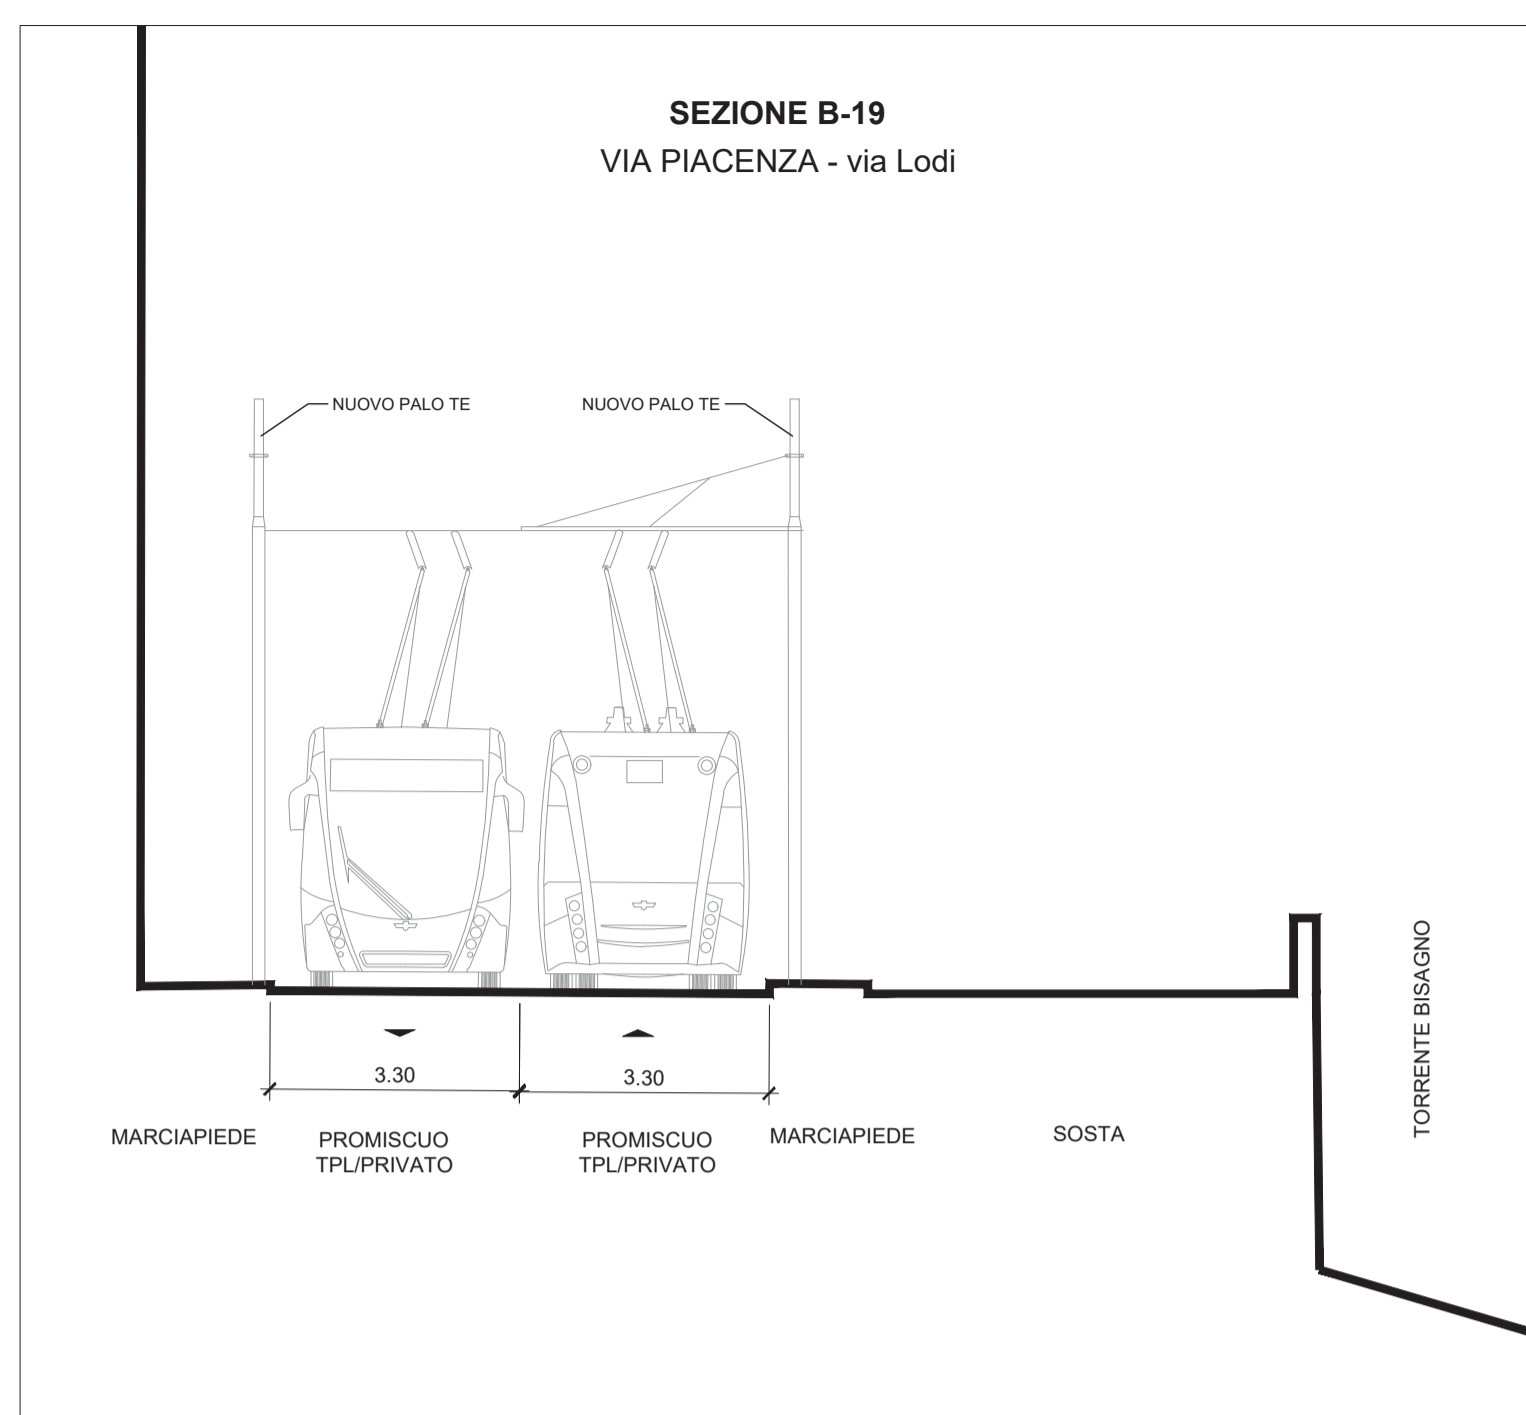 SEZIONE B-19
VIA PIACENZA - via Lodi
NUOVO PALO TE
NUOVO PALO TE
3.30
3.30
MARCIAPIEDE
PROMISCUO
TPL/PRIVATO
PROMISCUO
TPL/PRIVATO
MARCIAPIEDE
SOSTA
TORRENTE BISAGNO